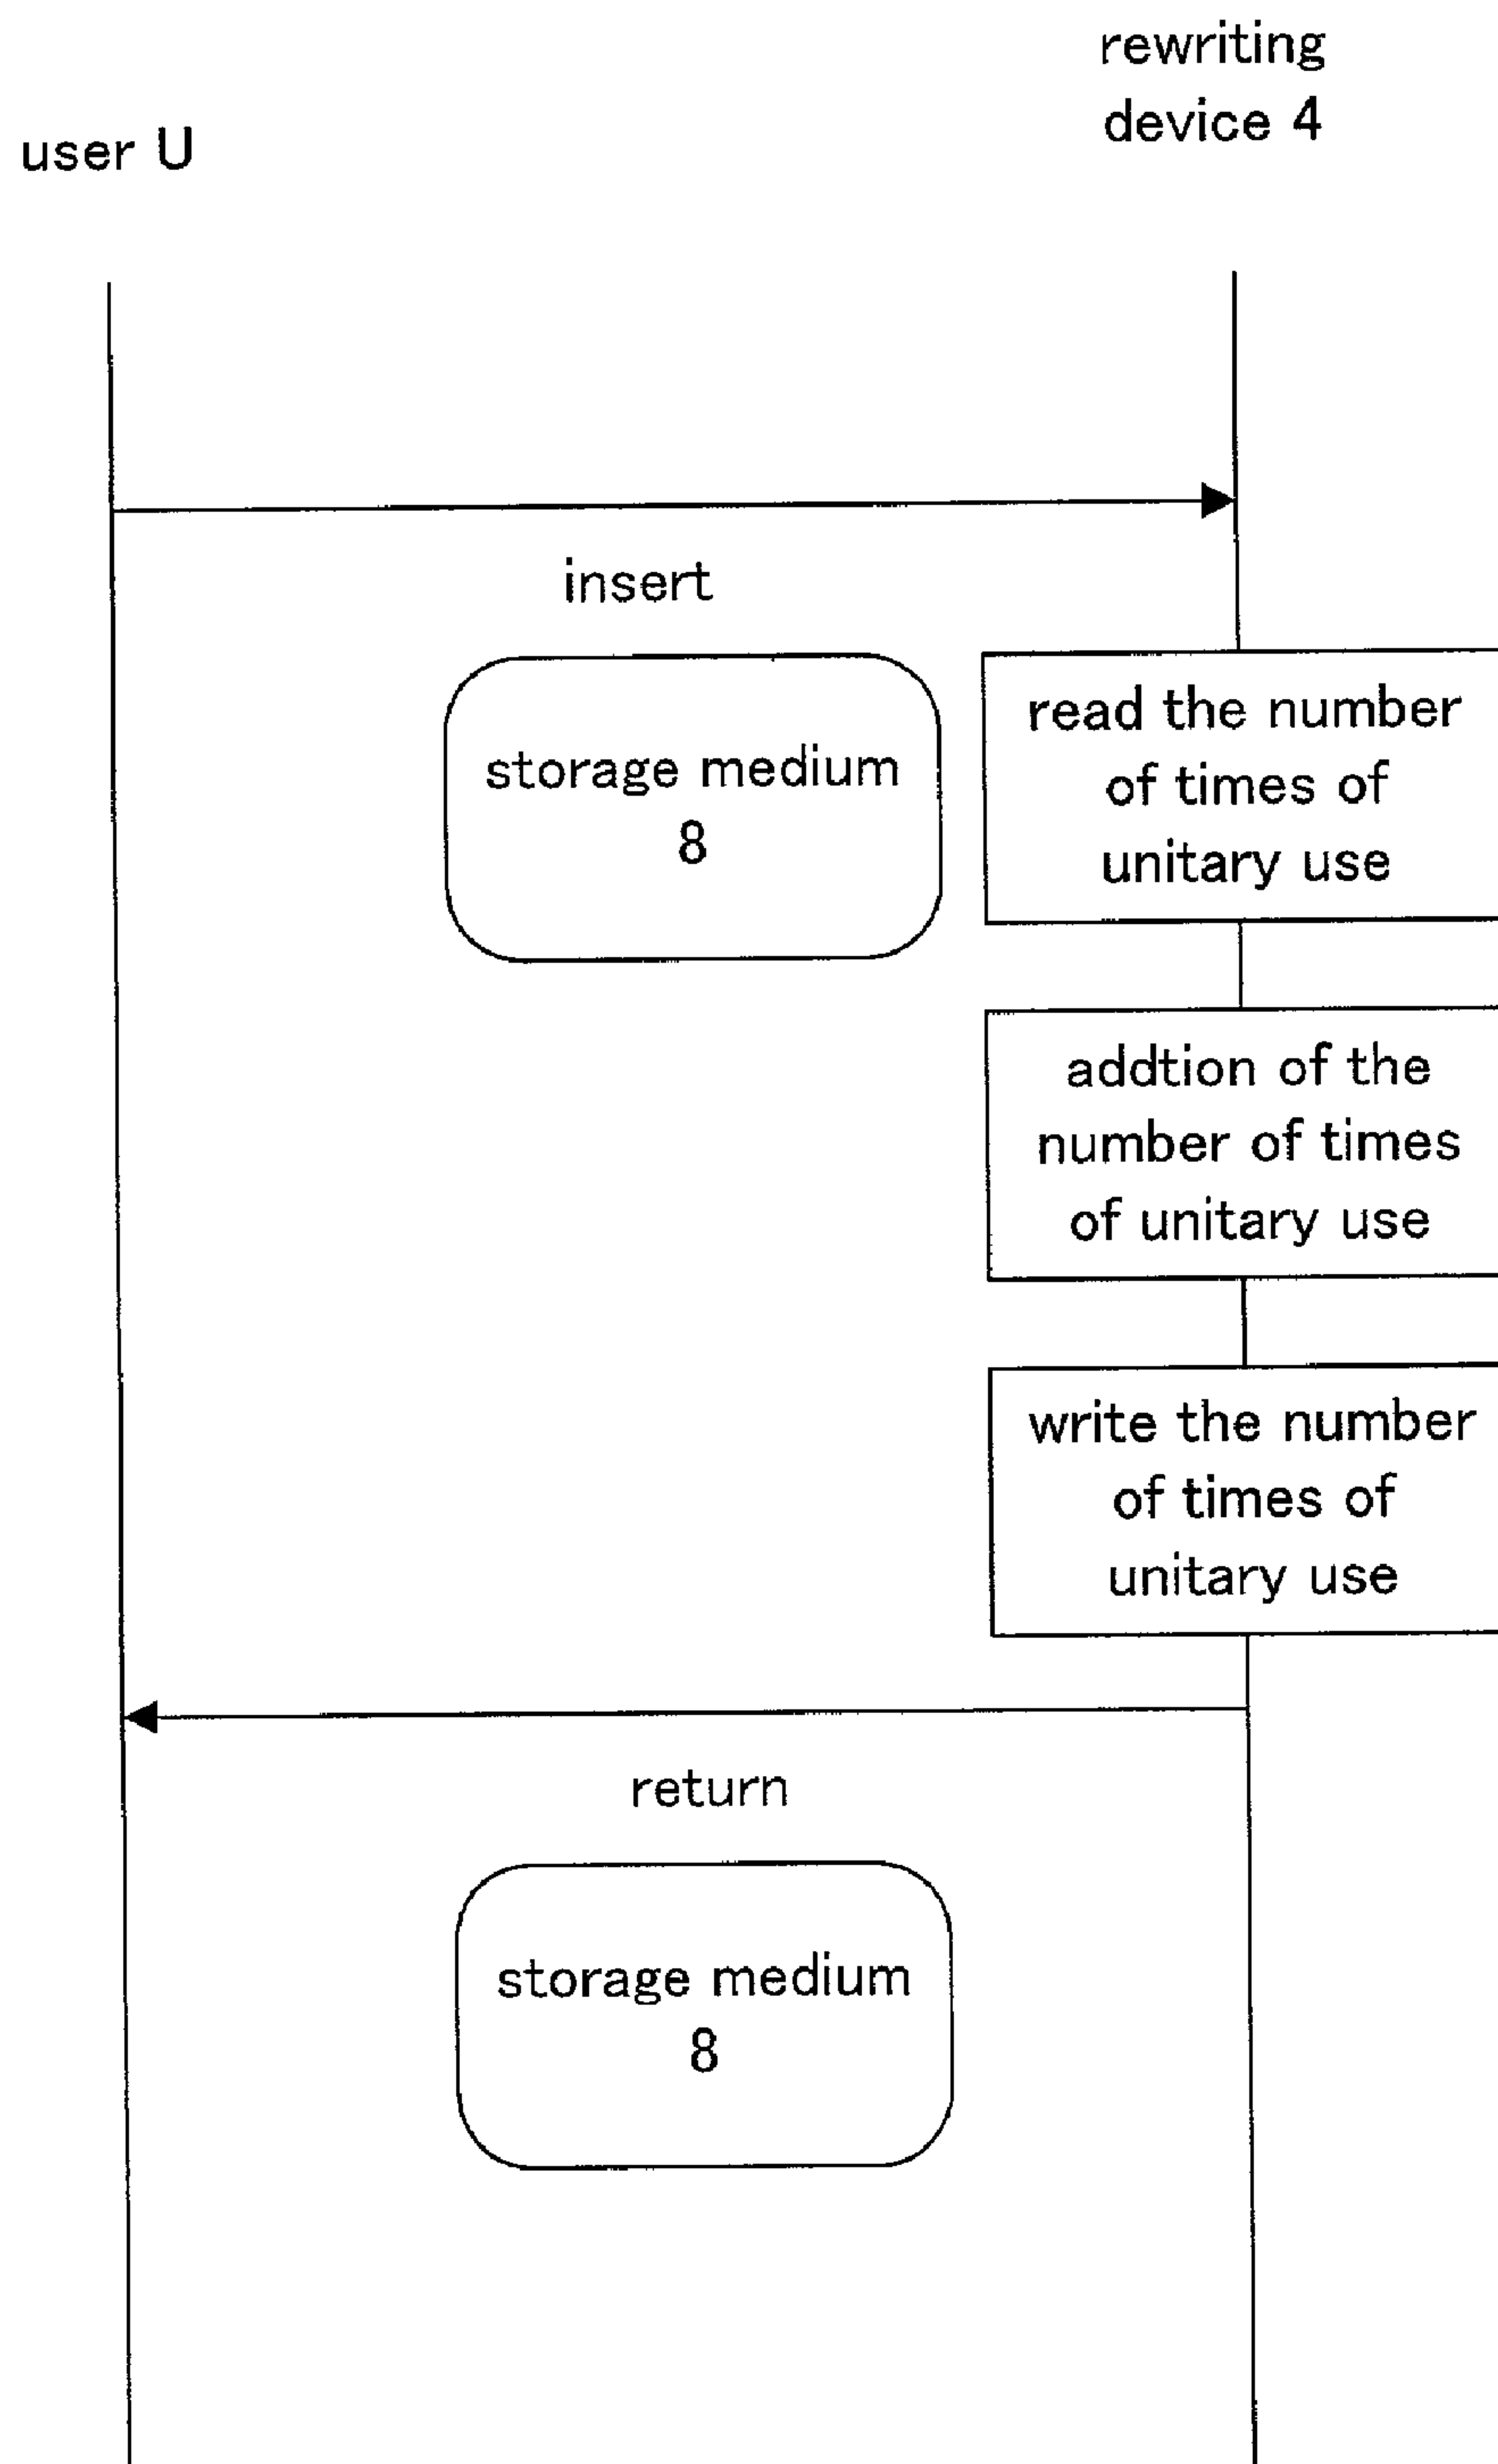 rewriting
device 4
user U
insert
storage medium
8
read the number
of times of
unitary use
addtion of the
number of times
of unitary use
write the number
of times of
unitary use
return
storage medium
8